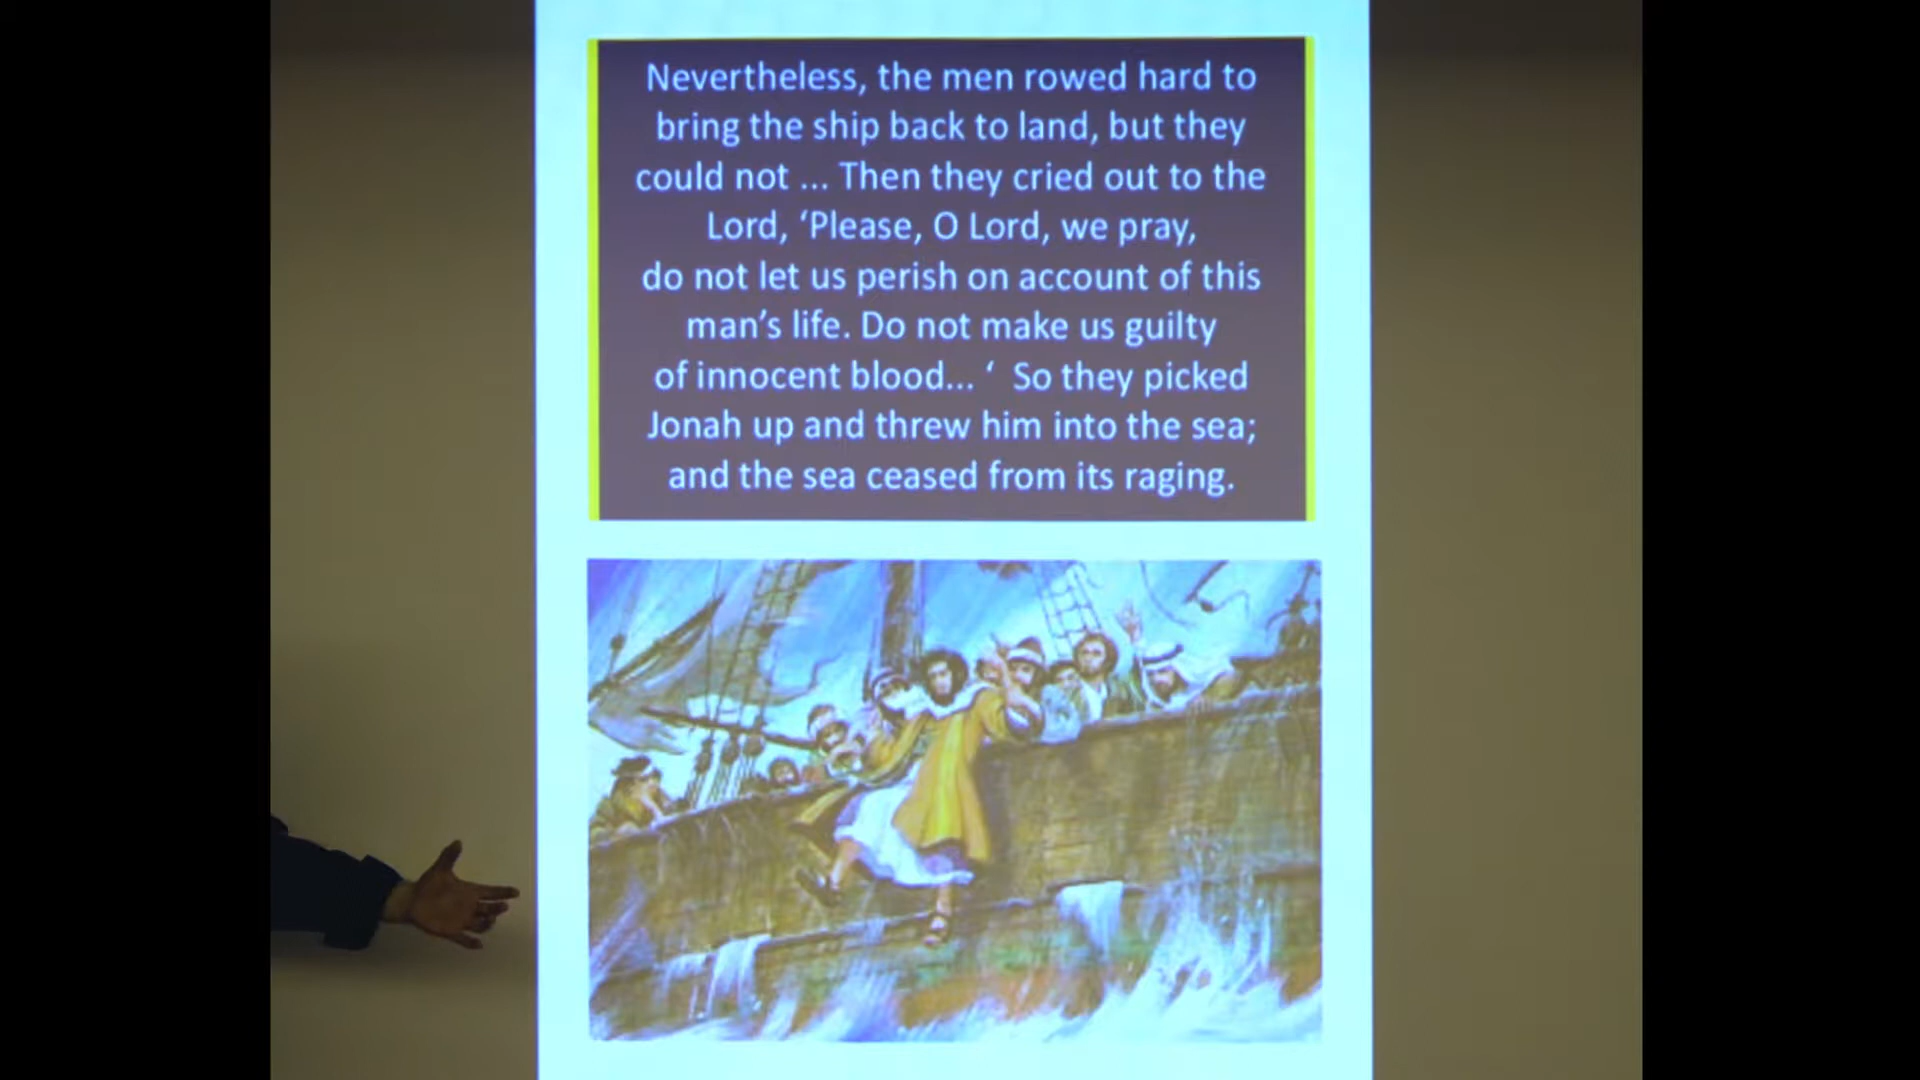 Nevertheless, the men rowed hard to
bring the ship back to land, but they
could not ... Then they cried out to the
Lord, ‘Please, O Lord, we pray,
do not let us perish on account of this
man’s life. Do not make us guilty
of innocent blood... ‘ So they picked
Jonah up and threw him into the sea;
and the sea ceased from its raging.